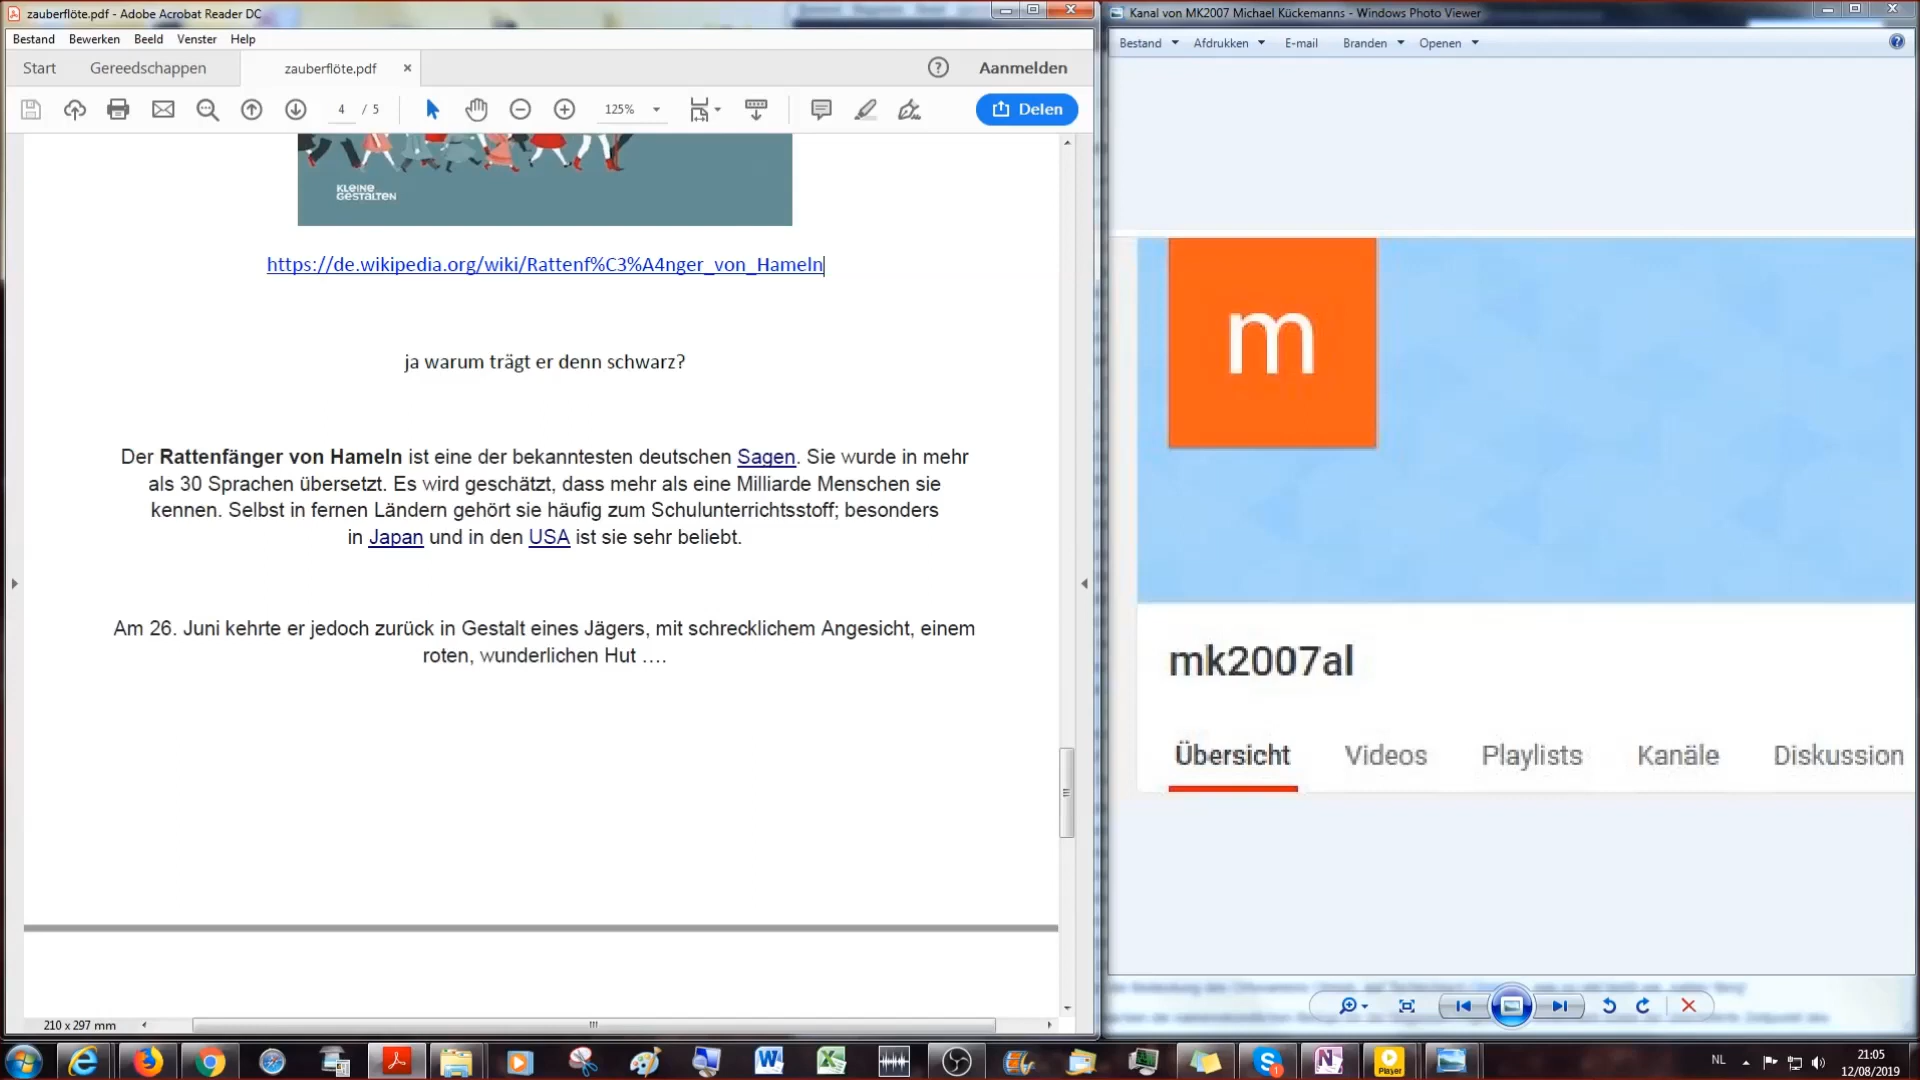 zauberflöte.pdf - Adobe Acrobat Reader DC
Bestand Bewerken Beeld Venster Help
Start Gereedschappen zauberflöte.pdf × ? Aanmelden
4 / 5 125% Delen
KLEINE
GESTALTEN
https://de.wikipedia.org/wiki/Rattenf%C3%A4nger_von_Hameln
ja warum trägt er denn schwarz?
Der Rattenfänger von Hameln ist eine der bekanntesten deutschen Sagen. Sie wurde in mehr
als 30 Sprachen übersetzt. Es wird geschätzt, dass mehr als eine Milliarde Menschen sie
kennen. Selbst in fernen Ländern gehört sie häufig zum Schulunterrichtsstoff; besonders
in Japan und in den USA ist sie sehr beliebt.
Am 26. Juni kehrte er jedoch zurück in Gestalt eines Jägers, mit schrecklichem Angesicht, einem
roten, wunderlichen Hut ….
210 x 297 mm
Kanal von MK2007 Michael Kückemanns - Windows Photo Viewer
Bestand Afdrukken E-mail Branden Openen
m
mk2007al
Übersicht Videos Playlists Kanäle Diskussion
Player
NL
21:05
12/08/2019